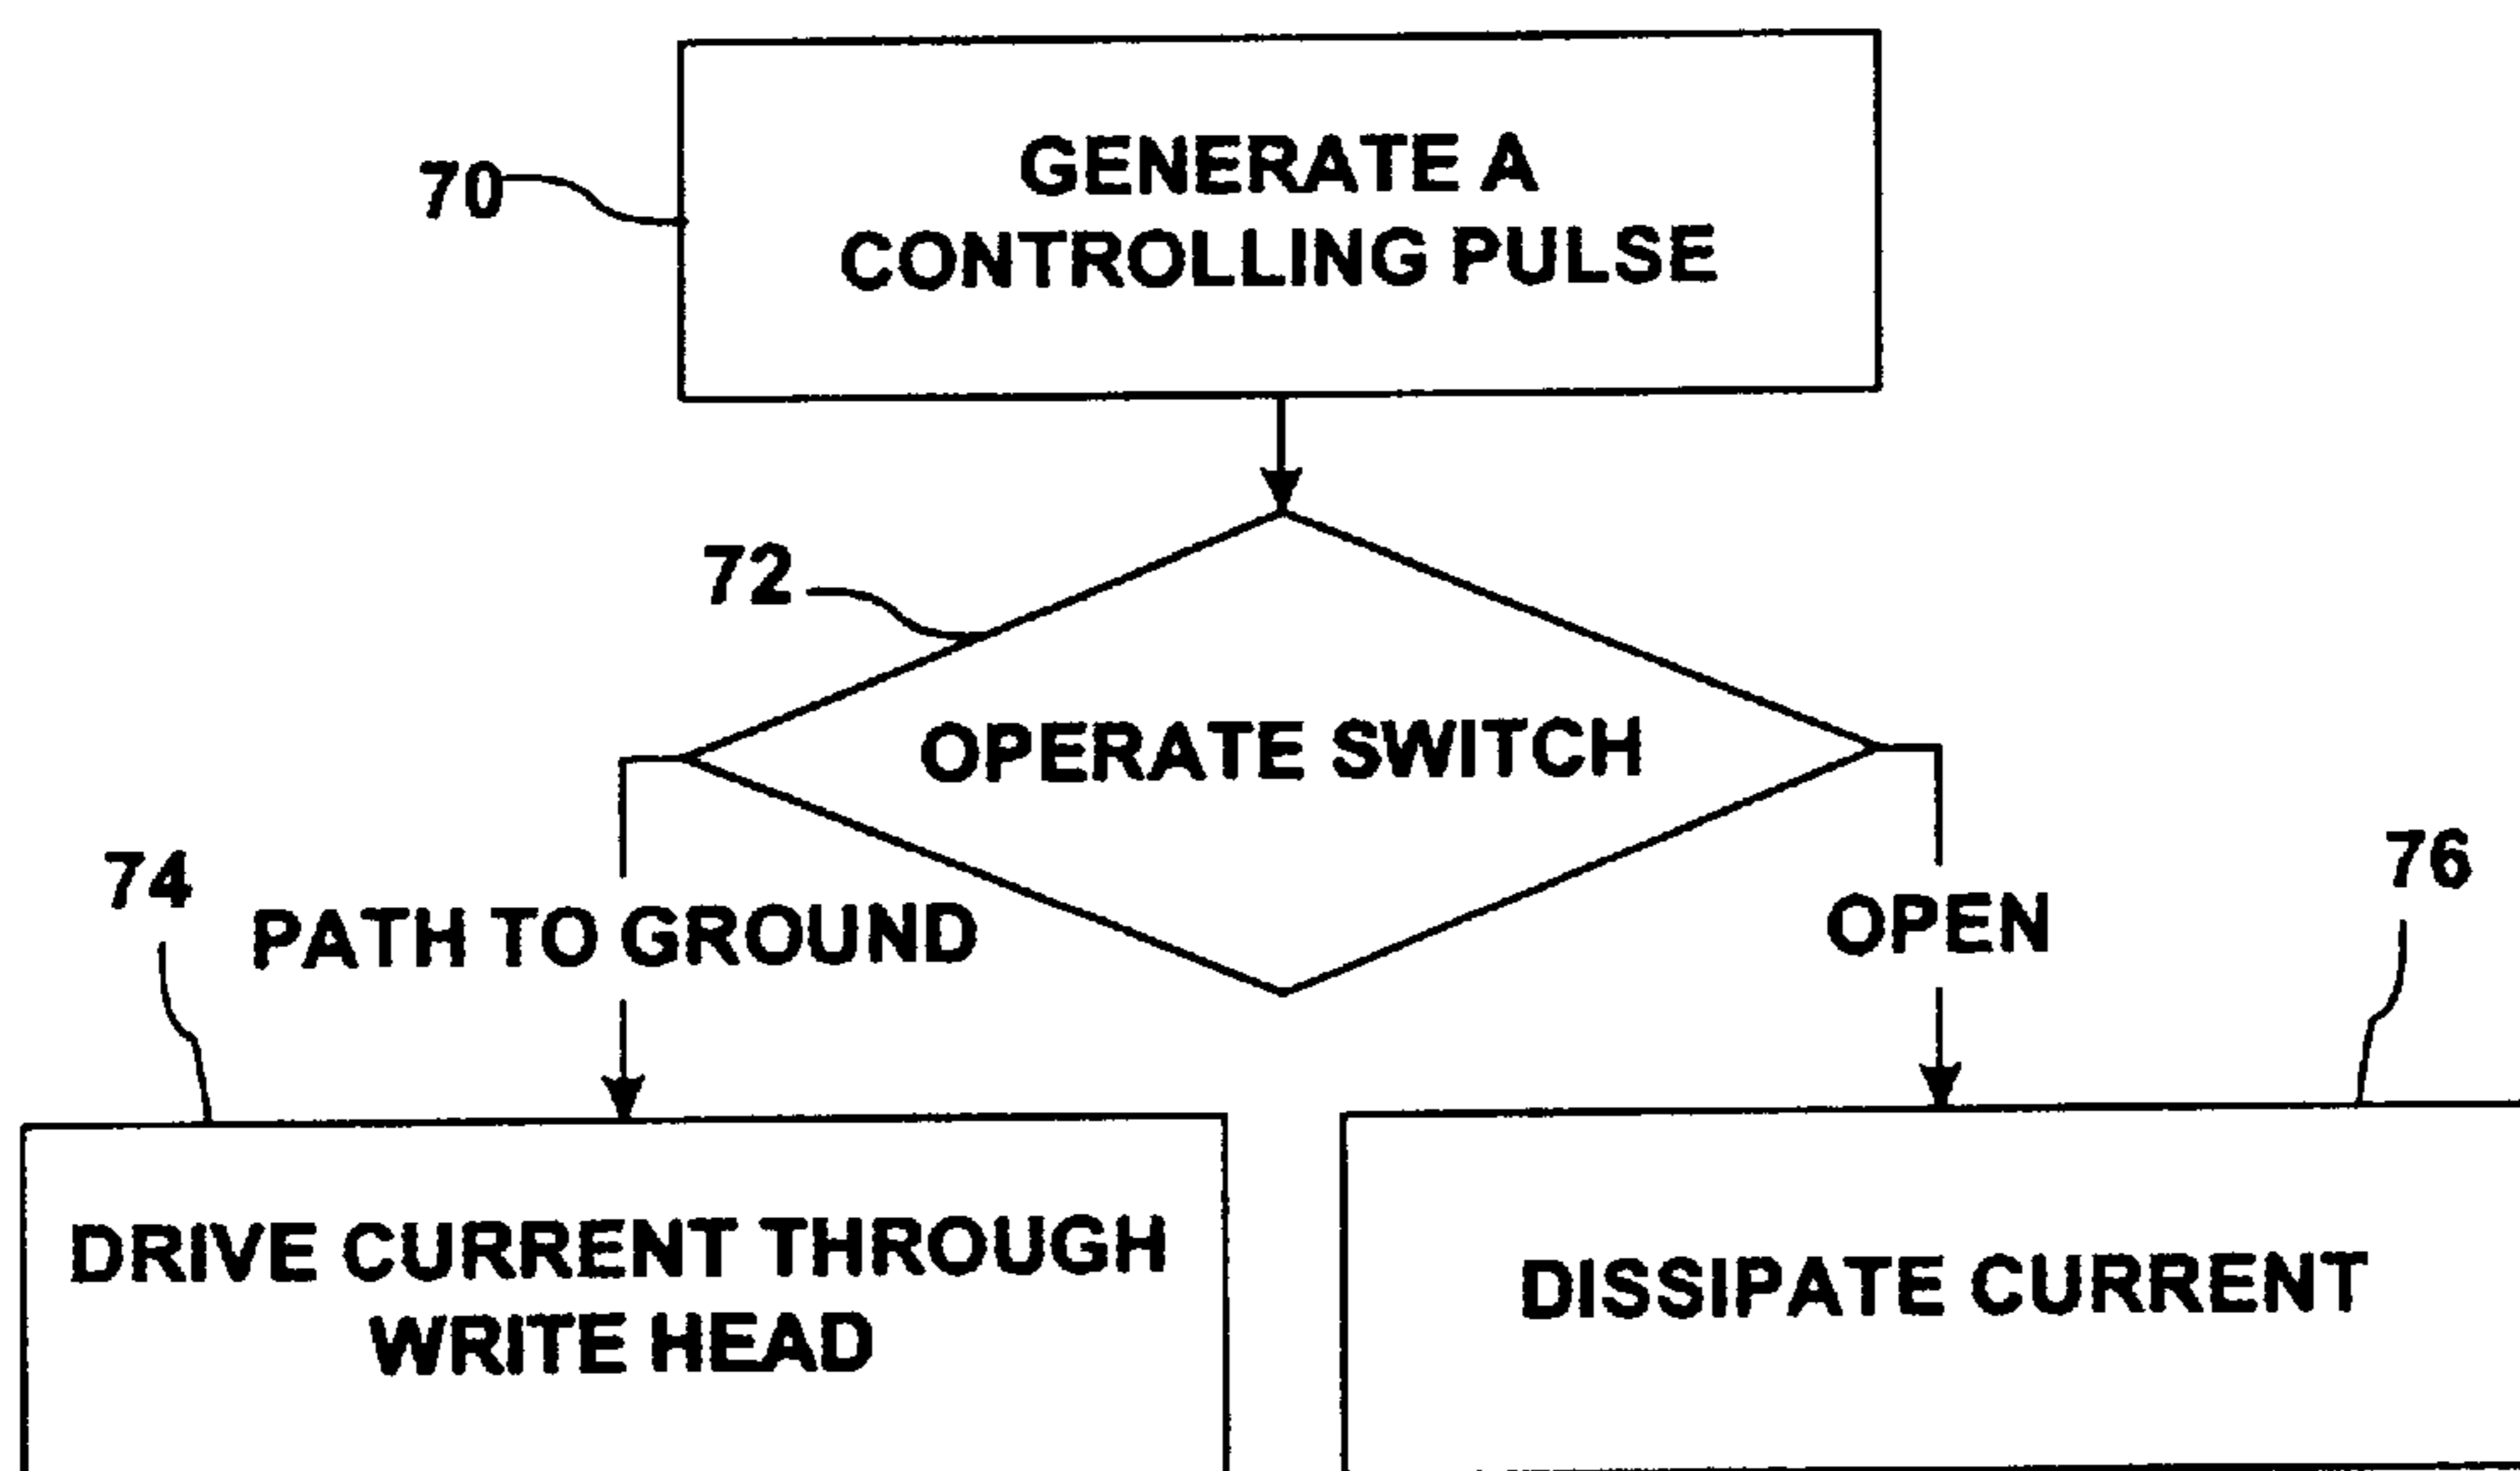 GENERATE A
CONTROLLING PULSE
70
72
OPERATE SWITCH
74
PATH TO GROUND
OPEN
76
DRIVE CURRENT THROUGH
WRITE HEAD
DISSIPATE CURRENT